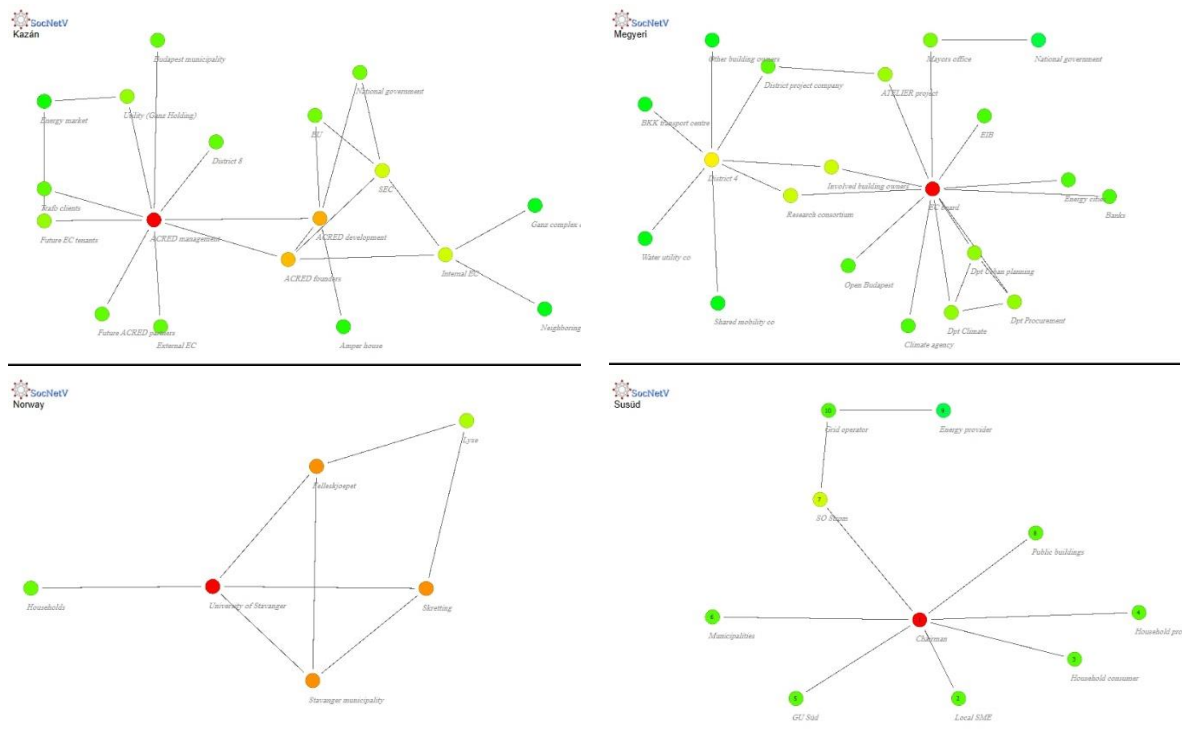 SocNetV
Kazán
Budapest municipality
National government
Energy market
Utility (Ganz Holding)
EU
District 8
SEC
Trafo clients
Future EC tenants
ACRED management
ACRED development
Ganz complex
ACRED founders
Internal EC
Future ACRED partners
External EC
Amper house
Neighboring
SocNetV
Megyeri
Other building owners
Mayors office
National government
District project company
ATELIER project
BKK transport centre
EIB
District 4
Involved building owners
Research consortium
EC board
Energy
Banks
Water utility co
Open Budapest
Dpt Urban planning
Shared mobility co
Climate agency
Dpt Climate
Dpt Procurement
SocNetV
Norway
Lyse
Felleskjoepet
Households
University of Stavanger
Skretting
Stavanger municipality
SocNetV
Susüd
10
9
Grid operator
Energy provider
7
SO Strom
8
Public buildings
6
Municipalities
Chairman
4
Household pro
3
Household consumer
5
GU Süd
2
Local SME